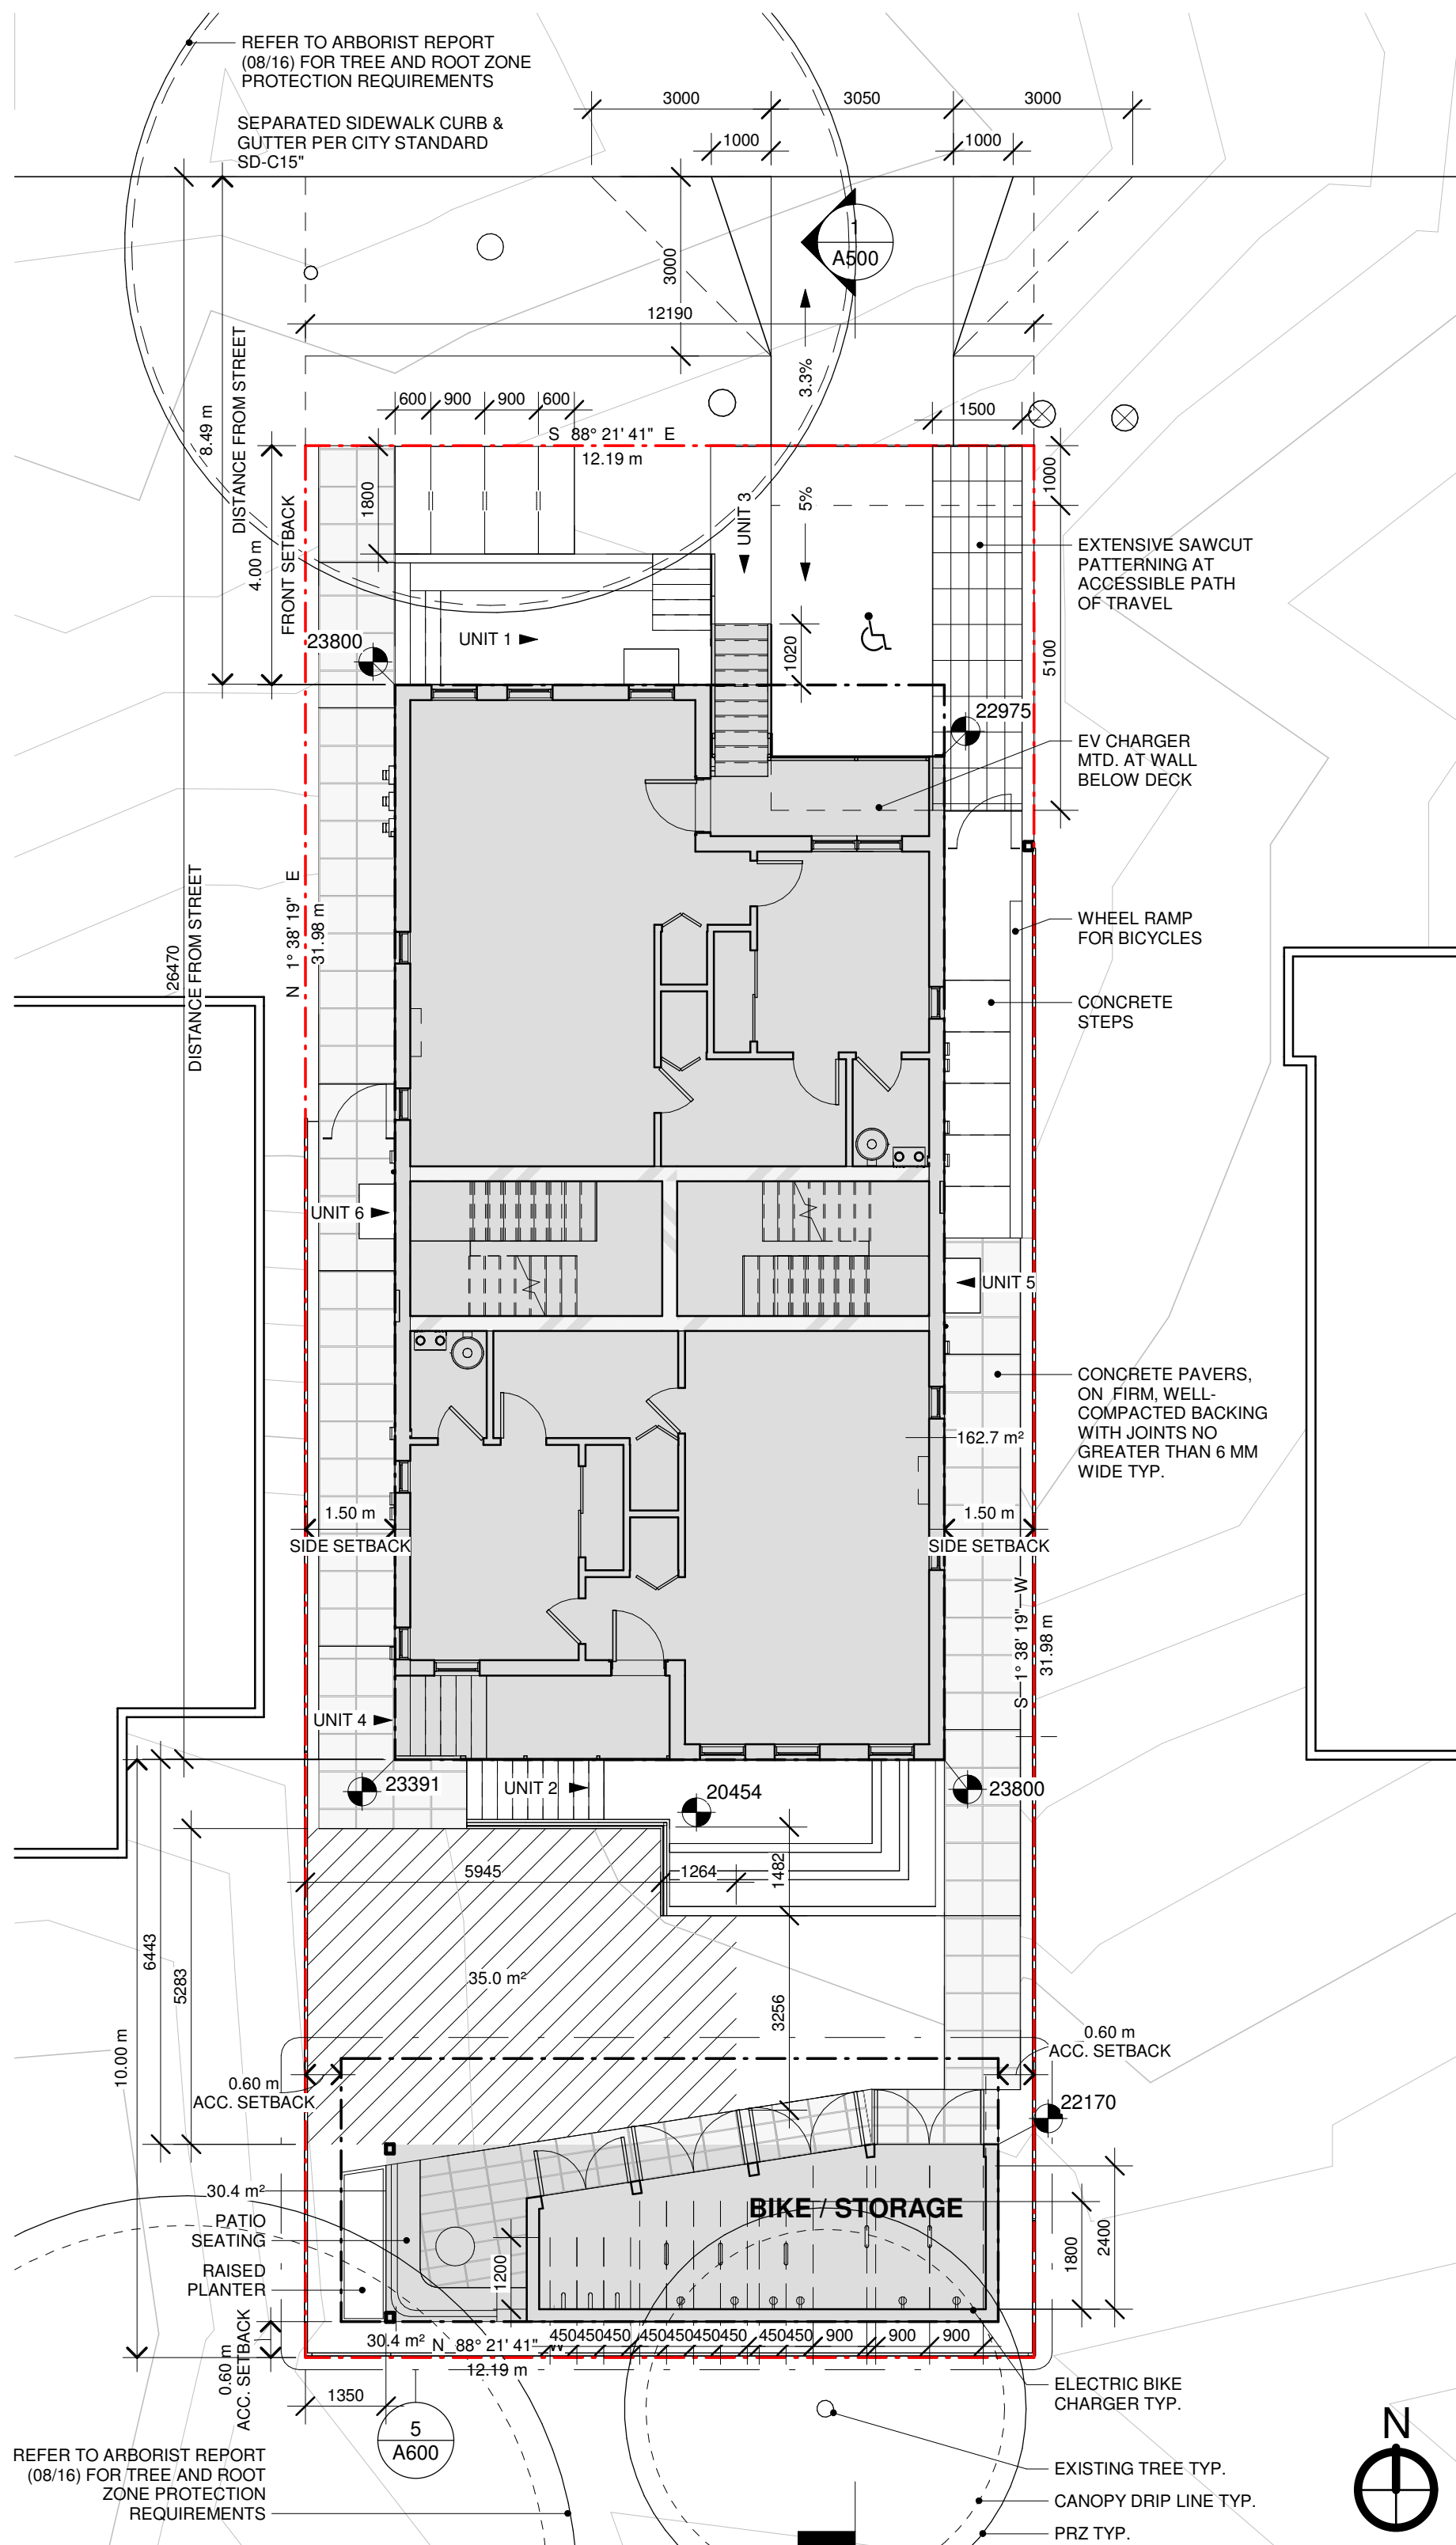 REFER TO ARBORIST REPORT
(08/16) FOR TREE AND ROOT ZONE
PROTECTION REQUIREMENTS
SEPARATED SIDEWALK CURB &
GUTTER PER CITY STANDARD
SD-C15"
3000
3050
3000
1000
1000
1
A500
3000
12190
3.3%
8.49 m
DISTANCE FROM STREET
600
900
900
600
1500
S 88° 21' 41" E
12.19 m
4.00 m
FRONT SETBACK
1800
UNIT 3
5%
1000
EXTENSIVE SAWCUT
PATTERNING AT
ACCESSIBLE PATH
OF TRAVEL
23800
UNIT 1
1020
5100
22975
EV CHARGER
MTD. AT WALL
BELOW DECK
26470
DISTANCE FROM STREET
N 1° 38' 19" E
31.98 m
WHEEL RAMP
FOR BICYCLES
CONCRETE
STEPS
UNIT 6
UNIT 5
CONCRETE PAVERS,
ON FIRM, WELL-
COMPACTED BACKING
WITH JOINTS NO
GREATER THAN 6 MM
WIDE TYP.
162.7 m²
1.50 m
SIDE SETBACK
1.50 m
SIDE SETBACK
S 1° 38' 19" W
31.98 m
UNIT 4
23391
UNIT 2
20454
23800
5945
1264
1482
6443
5283
35.0 m²
3256
10.00 m
0.60 m
ACC. SETBACK
0.60 m
ACC. SETBACK
22170
30.4 m²
BIKE / STORAGE
PATIO
SEATING
RAISED
PLANTER
1200
1800
2400
0.60 m
ACC. SETBACK
30.4 m²
N 88° 21' 41" W
450
450
450
450
450
450
450
450
450
900
900
900
12.19 m
1350
5
A600
ELECTRIC BIKE
CHARGER TYP.
REFER TO ARBORIST REPORT
(08/16) FOR TREE AND ROOT
ZONE PROTECTION
REQUIREMENTS
EXISTING TREE TYP.
CANOPY DRIP LINE TYP.
PRZ TYP.
N